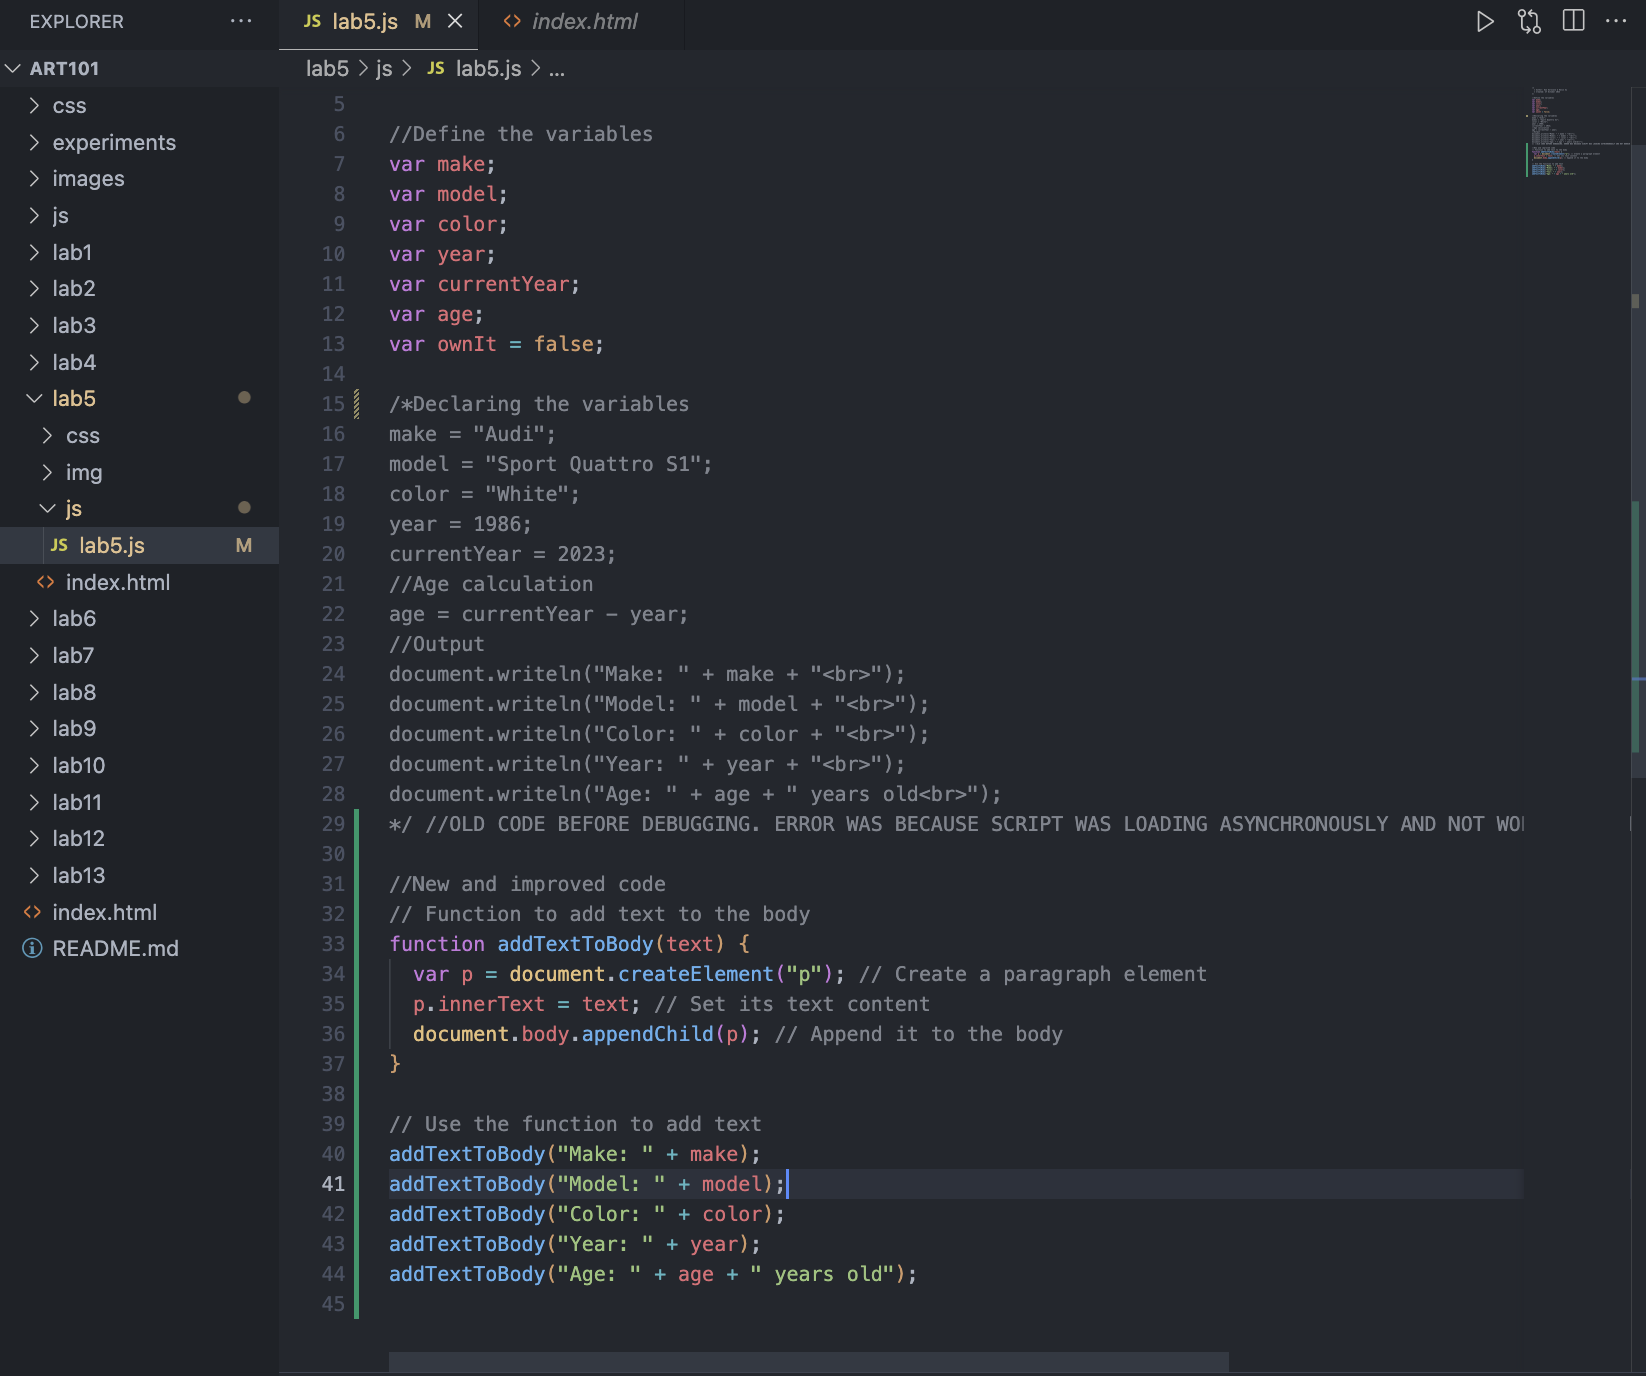 EXPLORER ...
JS lab5.js M
<> index.html
ART101
lab5 > js > JS lab5.js > ...
css
experiments
images
js
lab1
lab2
lab3
lab4
lab5
css
img
js
JS lab5.js M
<> index.html
lab6
lab7
lab8
lab9
lab10
lab11
lab12
lab13
<> index.html
README.md
5
6 //Define the variables
7 var make;
8 var model;
9 var color;
10 var year;
11 var currentYear;
12 var age;
13 var ownIt = false;
14
15 /*Declaring the variables
16 make = "Audi";
17 model = "Sport Quattro S1";
18 color = "White";
19 year = 1986;
20 currentYear = 2023;
21 //Age calculation
22 age = currentYear - year;
23 //Output
24 document.writeln("Make: " + make + "<br>");
25 document.writeln("Model: " + model + "<br>");
26 document.writeln("Color: " + color + "<br>");
27 document.writeln("Year: " + year + "<br>");
28 document.writeln("Age: " + age + " years old<br>");
29 */ //OLD CODE BEFORE DEBUGGING. ERROR WAS BECAUSE SCRIPT WAS LOADING ASYNCHRONOUSLY AND NOT
30
31 //New and improved code
32 // Function to add text to the body
33 function addTextToBody(text) {
34 var p = document.createElement("p"); // Create a paragraph element
35 p.innerText = text; // Set its text content
36 document.body.appendChild(p); // Append it to the body
37 }
38
39 // Use the function to add text
40 addTextToBody("Make: " + make);
41 addTextToBody("Model: " + model);
42 addTextToBody("Color: " + color);
43 addTextToBody("Year: " + year);
44 addTextToBody("Age: " + age + " years old");
45